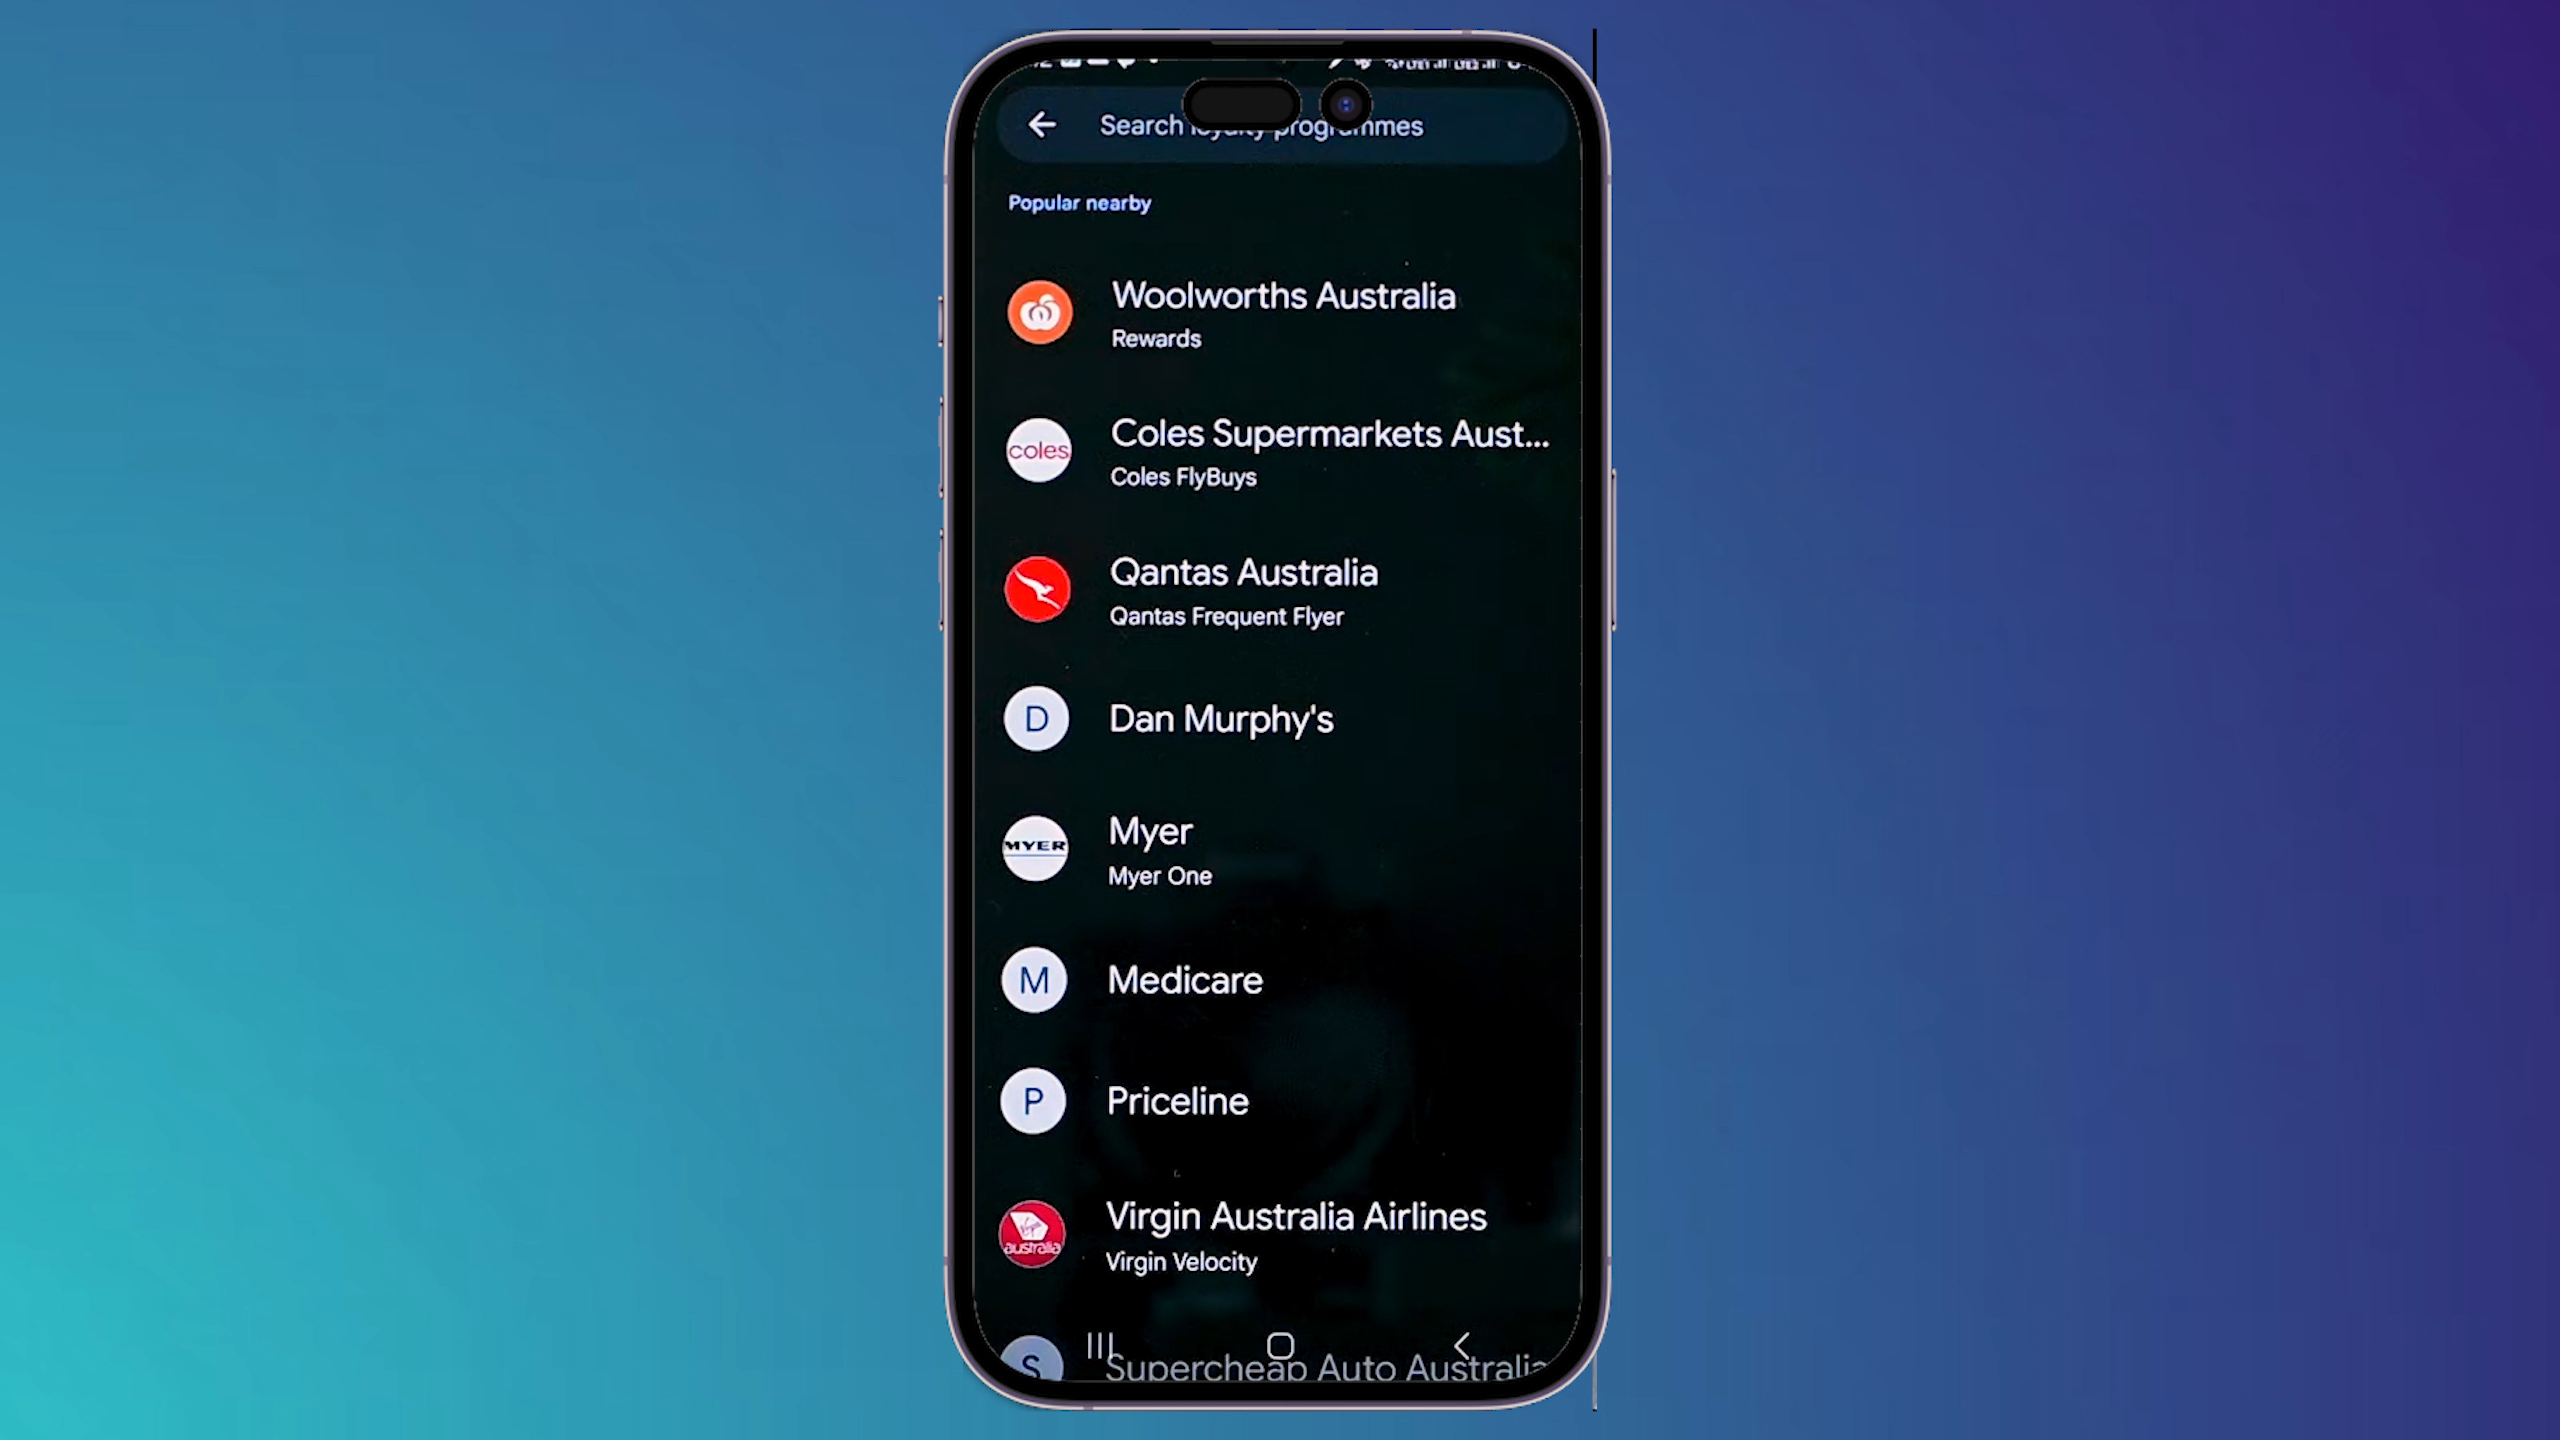 Search loyalty programmes
Popular nearby
Woolworths Australia
Rewards
coles
Coles Supermarkets Aust...
Coles FlyBuys
Qantas Australia
Qantas Frequent Flyer
D
Dan Murphy's
MYER
Myer
Myer One
M
Medicare
P
Priceline
Virgin
australia
Virgin Australia Airlines
Virgin Velocity
S
Supercheap Auto Australia